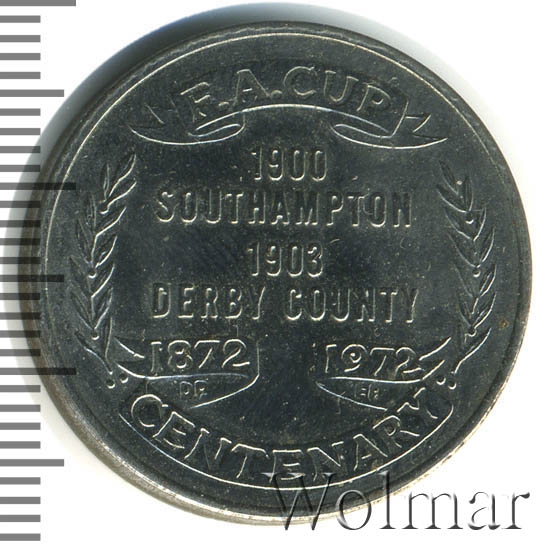 F.A.CUP
1900
SOUTHAMPTON
1903
DERBY COUNTY
1872 1972
CENTENARY
Wolmar